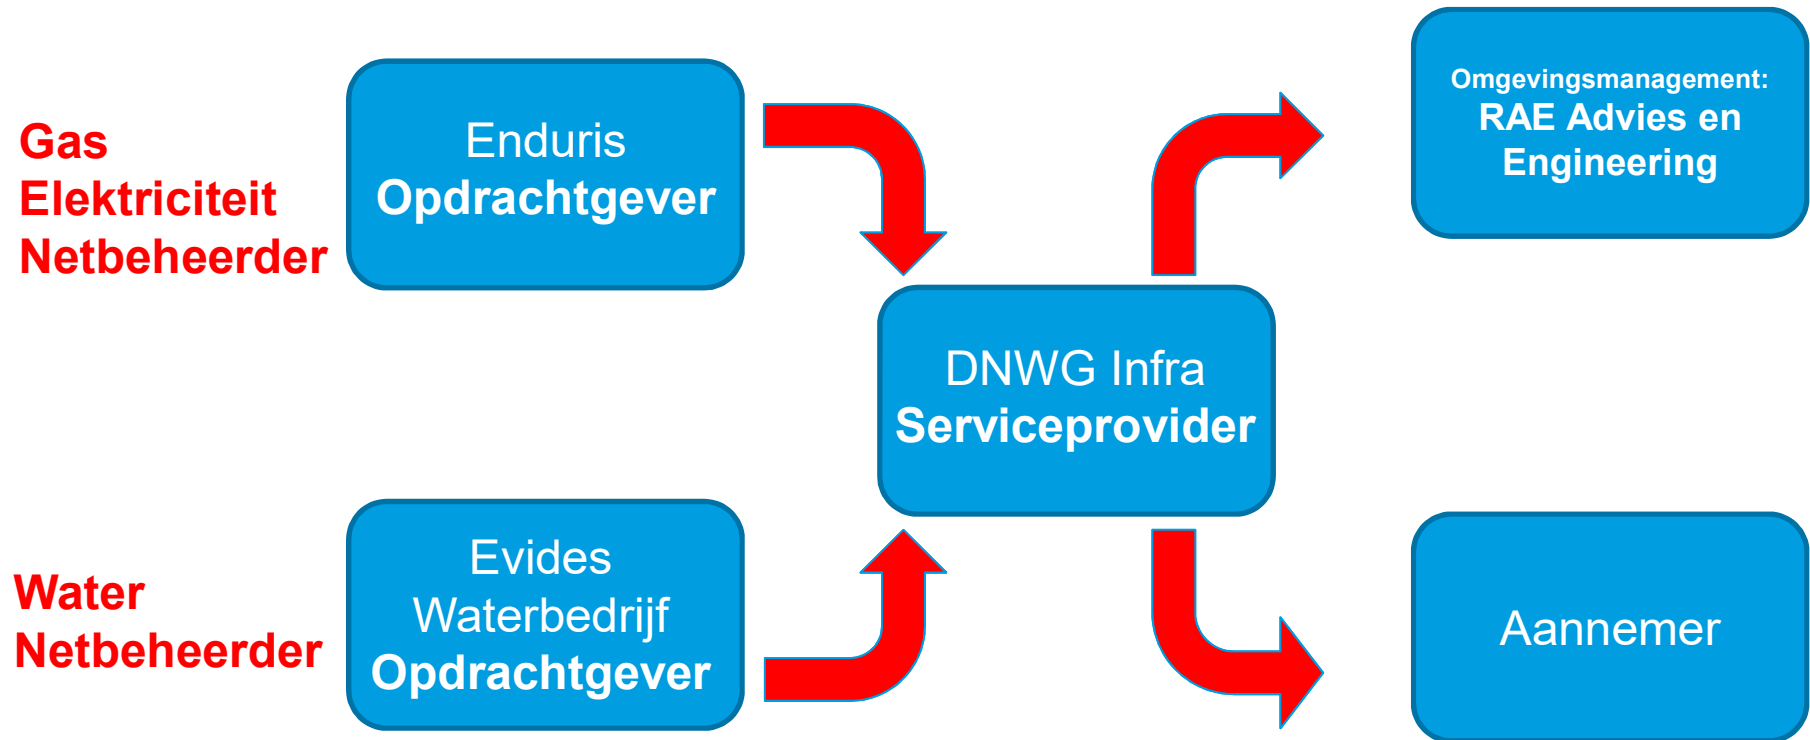 Gas
Elektriciteit
Netbeheerder
Enduris
Opdrachtgever
Omgevingsmanagement:
RAE Advies en
Engineering
DNWG Infra
Serviceprovider
Water
Netbeheerder
Evides
Waterbedrijf
Opdrachtgever
Aannemer